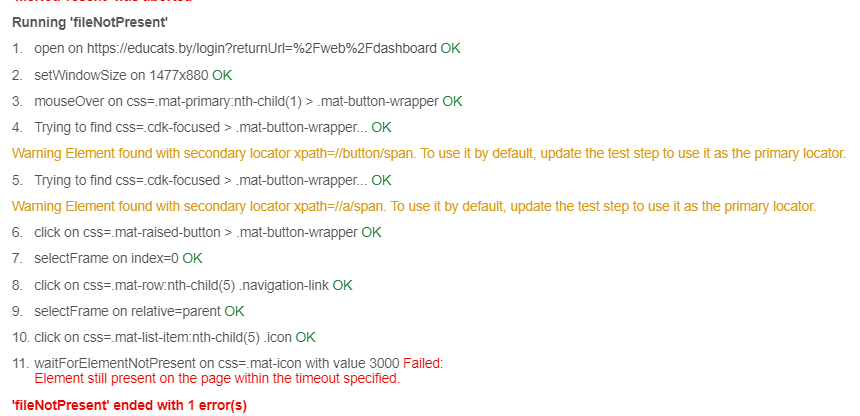 Running 'fileNotPresent'
1. open on https://educats.by/login?returnUrl=%2Fweb%2Fdashboard OK
2. setWindowSize on 1477x880 OK
3. mouseOver on css=.mat-primary:nth-child(1) > .mat-button-wrapper OK
4. Trying to find css=.cdk-focused > .mat-button-wrapper... OK
Warning Element found with secondary locator xpath=//button/span. To use it by default, update the test step to use it as the primary locator.
5. Trying to find css=.cdk-focused > .mat-button-wrapper... OK
Warning Element found with secondary locator xpath=//a/span. To use it by default, update the test step to use it as the primary locator.
6. click on css=.mat-raised-button > .mat-button-wrapper OK
7. selectFrame on index=0 OK
8. click on css=.mat-row:nth-child(5) .navigation-link OK
9. selectFrame on relative=parent OK
10. click on css=.mat-list-item:nth-child(5) .icon OK
11. waitForElementNotPresent on css=.mat-icon with value 3000 Failed:
Element still present on the page within the timeout specified.
'fileNotPresent' ended with 1 error(s)